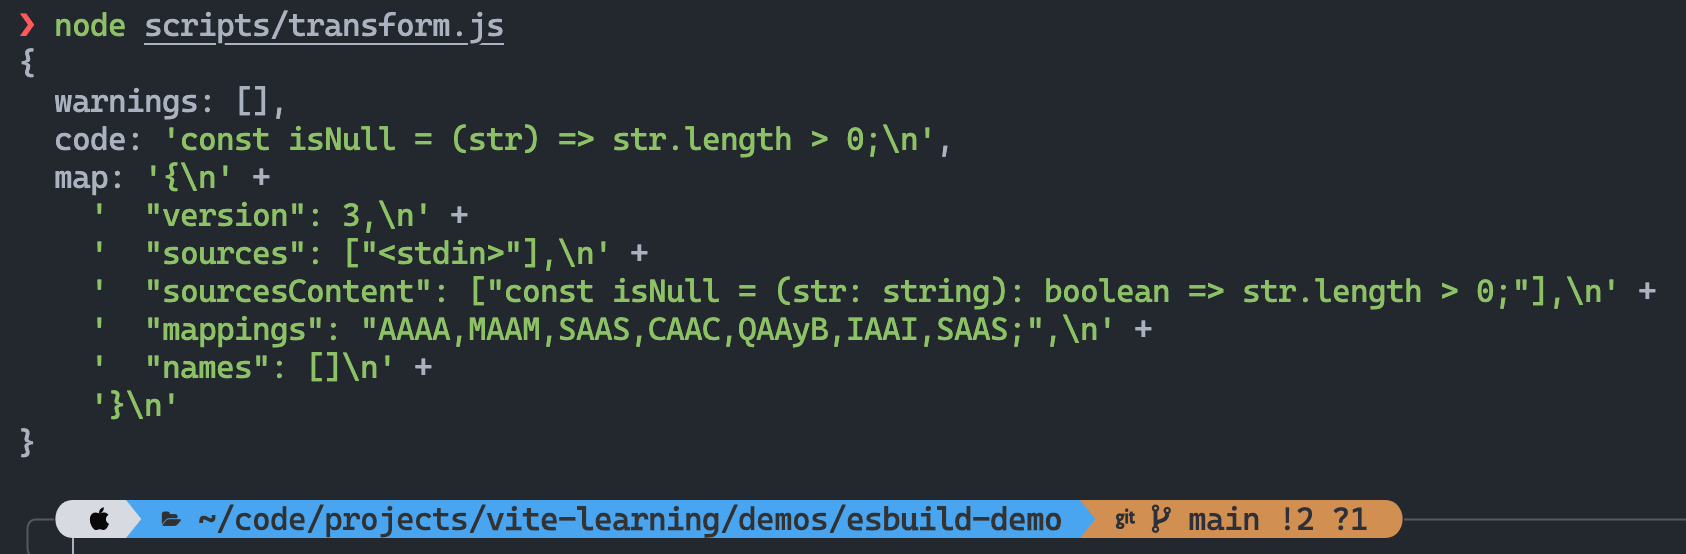 ❯ node scripts/transform.js
{
  warnings: [],
  code: 'const isNull = (str) => str.length > 0;\n',
  map: '{\n' +
    '  "version": 3,\n' +
    '  "sources": ["<stdin>"],\n' +
    '  "sourcesContent": ["const isNull = (str: string): boolean => str.length > 0;"],\n' +
    '  "mappings": "AAAA,MAAM,SAAS,CAAC,QAAyB,IAAI,SAAS;",\n' +
    '  "names": []\n' +
    '}\n'
}
~/code/projects/vite-learning/demos/esbuild-demo git main !2 ?1